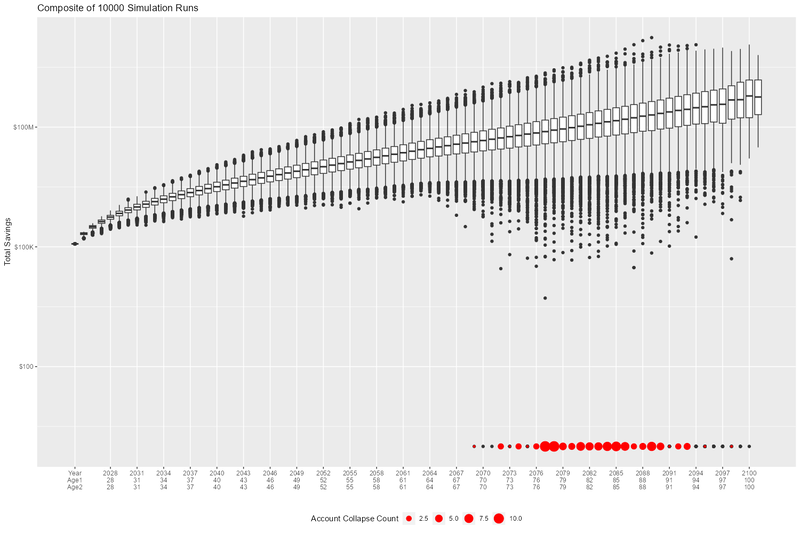 Composite of 10000 Simulation Runs
Total Savings
$100M
$100K
$100
Year 2028 2031 2034 2037 2040 2043 2046 2049 2052 2055 2058 2061 2064 2067 2070 2073 2076 2079 2082 2085 2088 2091 2094 2097 2100
Age1 28 31 34 37 40 43 46 49 52 55 58 61 64 67 70 73 76 79 82 85 88 91 94 97 100
Age2 28 31 34 37 40 43 46 49 52 55 58 61 64 67 70 73 76 79 82 85 88 91 94 97 100
Account Collapse Count 2.5 5.0 7.5 10.0